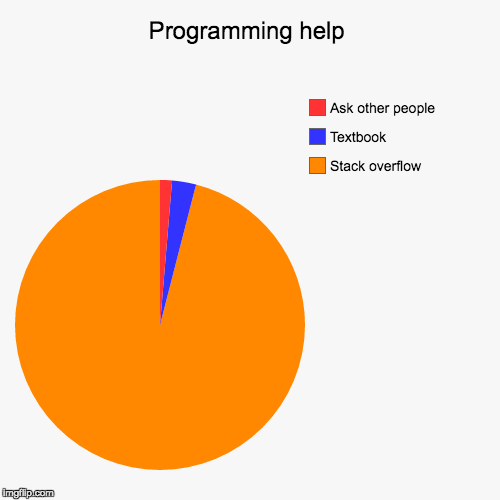 Programming help
Ask other people
Textbook
Stack overflow
imgflip.com